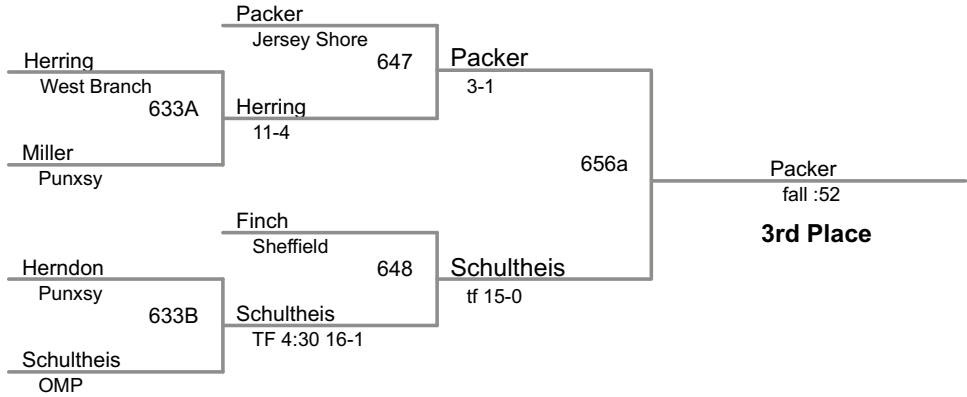 Packer
Jersey Shore
647
Herring
West Branch
633A
Packer
3-1
Herring
11-4
Miller
Punxsy
656a
Packer
fall :52
3rd Place
Finch
Sheffield
648
Herndon
Punxsy
633B
Schultheis
tf 15-0
Schultheis
TF 4:30 16-1
Schultheis
OMP